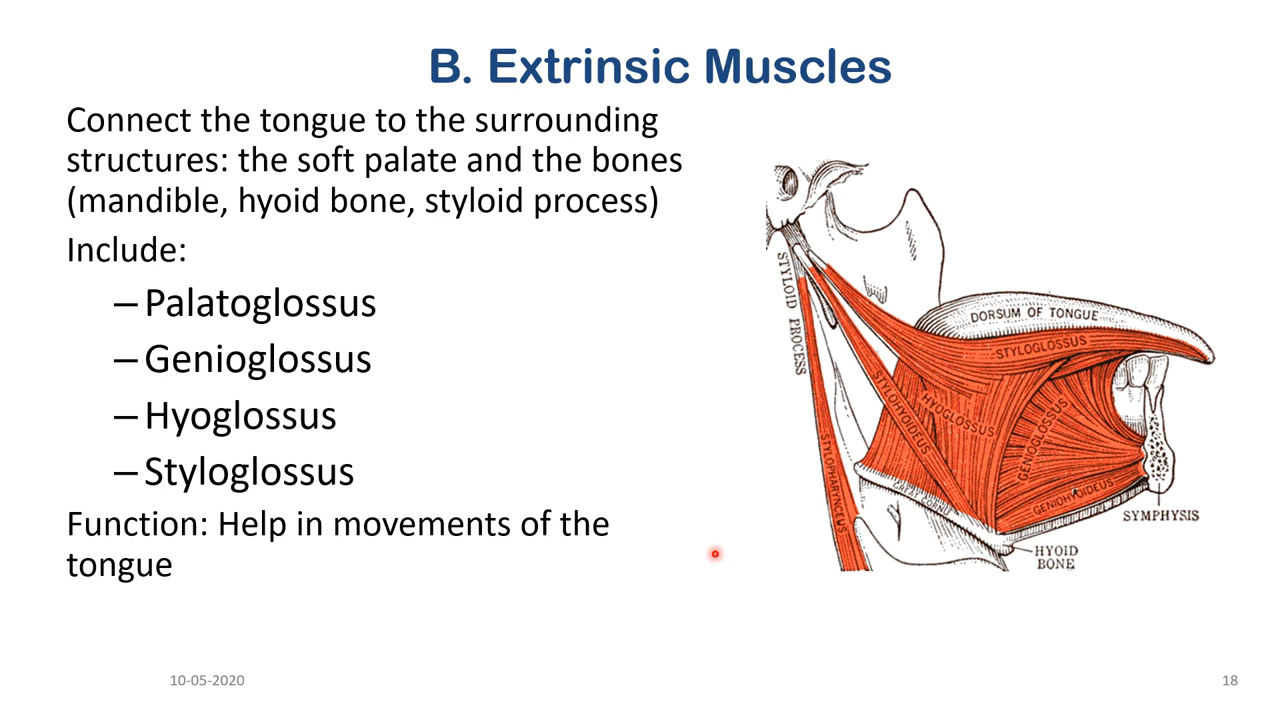 B. Extrinsic Muscles
Connect the tongue to the surrounding
structures: the soft palate and the bones
(mandible, hyoid bone, styloid process)
Include:
– Palatoglossus
– Genioglossus
– Hyoglossus
– Styloglossus
Function: Help in movements of the
tongue
STYLOID PROCESS
DORSUM OF TONGUE
STYLOGLOSSUS
STYLOHYOIDEUS
HYOGLOSSUS
GENIOGLOSSUS
STYLOPHARYNGEUS
GREAT CORNU
GENIOHYOIDEUS
SYMPHYSIS
HYOID
BONE
10-05-2020
18